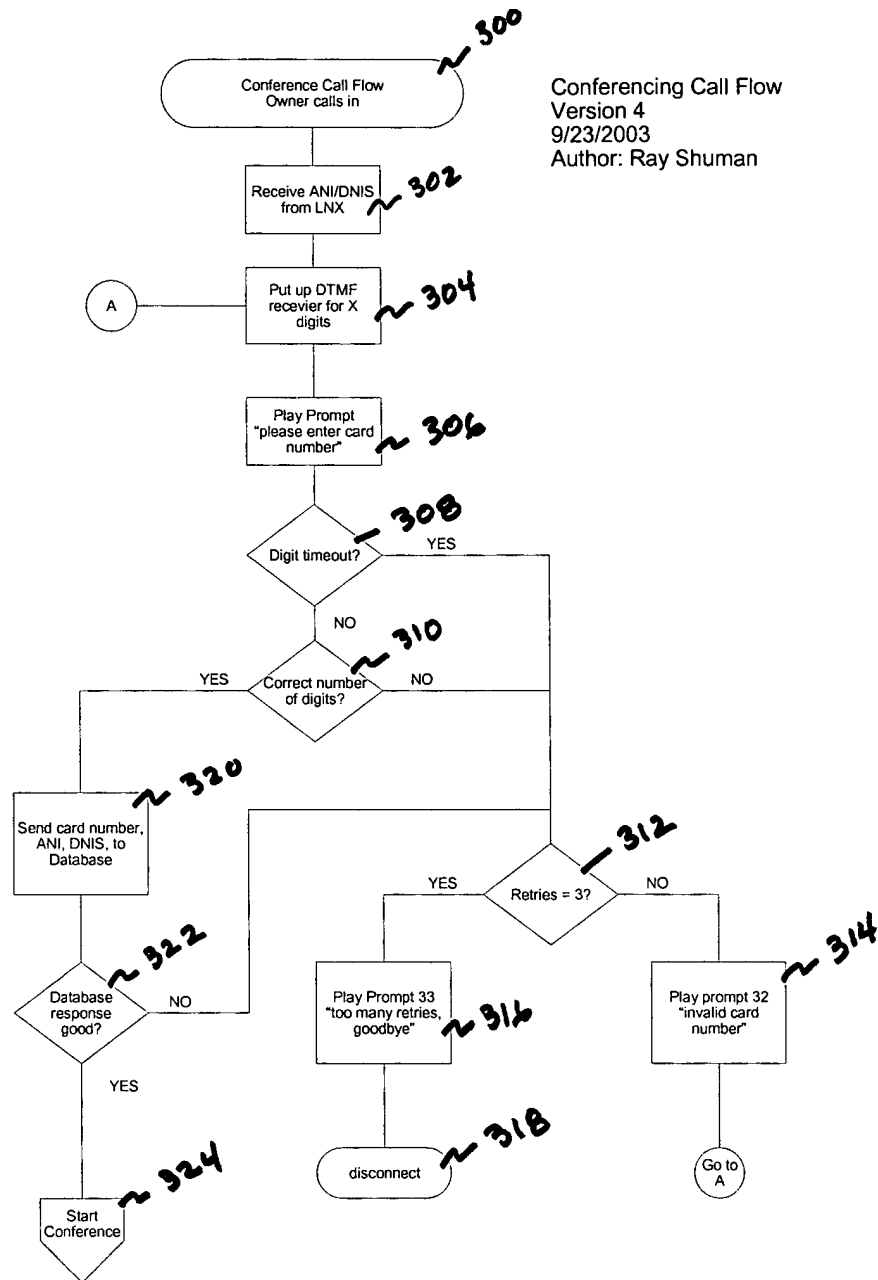 300
Conference Call Flow
Owner calls in
Conferencing Call Flow
Version 4
9/23/2003
Author: Ray Shuman
Receive ANI/DNIS
from LNX
302
A
Put up DTMF
recevier for X
digits
304
Play Prompt
"please enter card
number"
306
308
Digit timeout?
YES
NO
310
YES
Correct number
of digits?
NO
320
Send card number,
ANI, DNIS, to
Database
312
YES
Retries = 3?
NO
322
Database
response
good?
NO
YES
Play Prompt 33
"too many retries,
goodbye"
316
314
Play prompt 32
"invalid card
number"
318
disconnect
Go to
A
324
Start
Conference